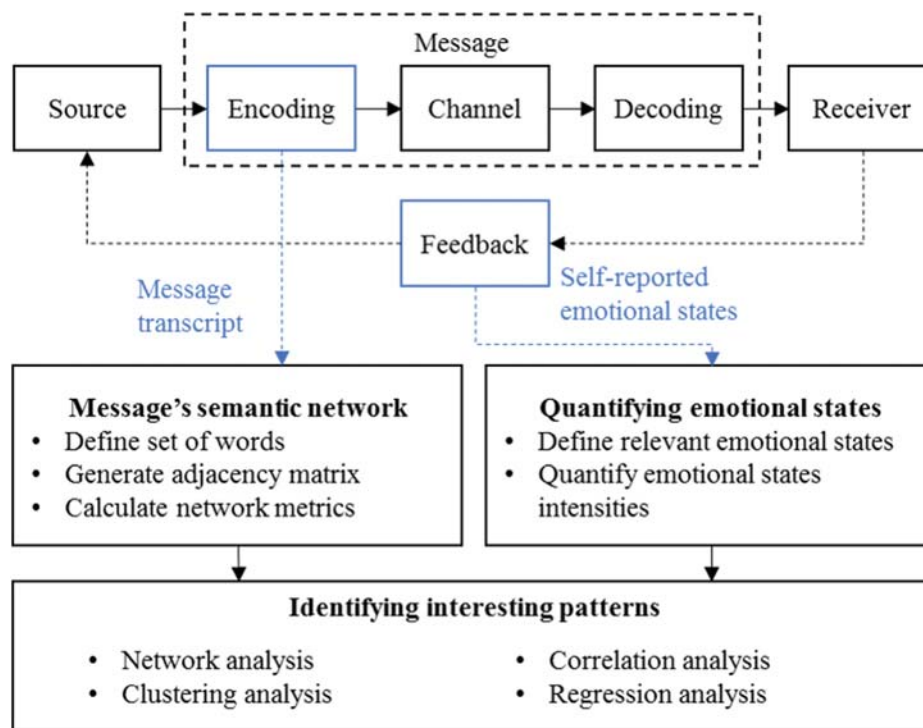 Message
Source
Encoding
Channel
Decoding
Receiver
Feedback
Message
transcript
Self-reported
emotional states
Message’s semantic network
• Define set of words
• Generate adjacency matrix
• Calculate network metrics
Quantifying emotional states
• Define relevant emotional states
• Quantify emotional states
intensities
Identifying interesting patterns
• Network analysis
• Clustering analysis
• Correlation analysis
• Regression analysis